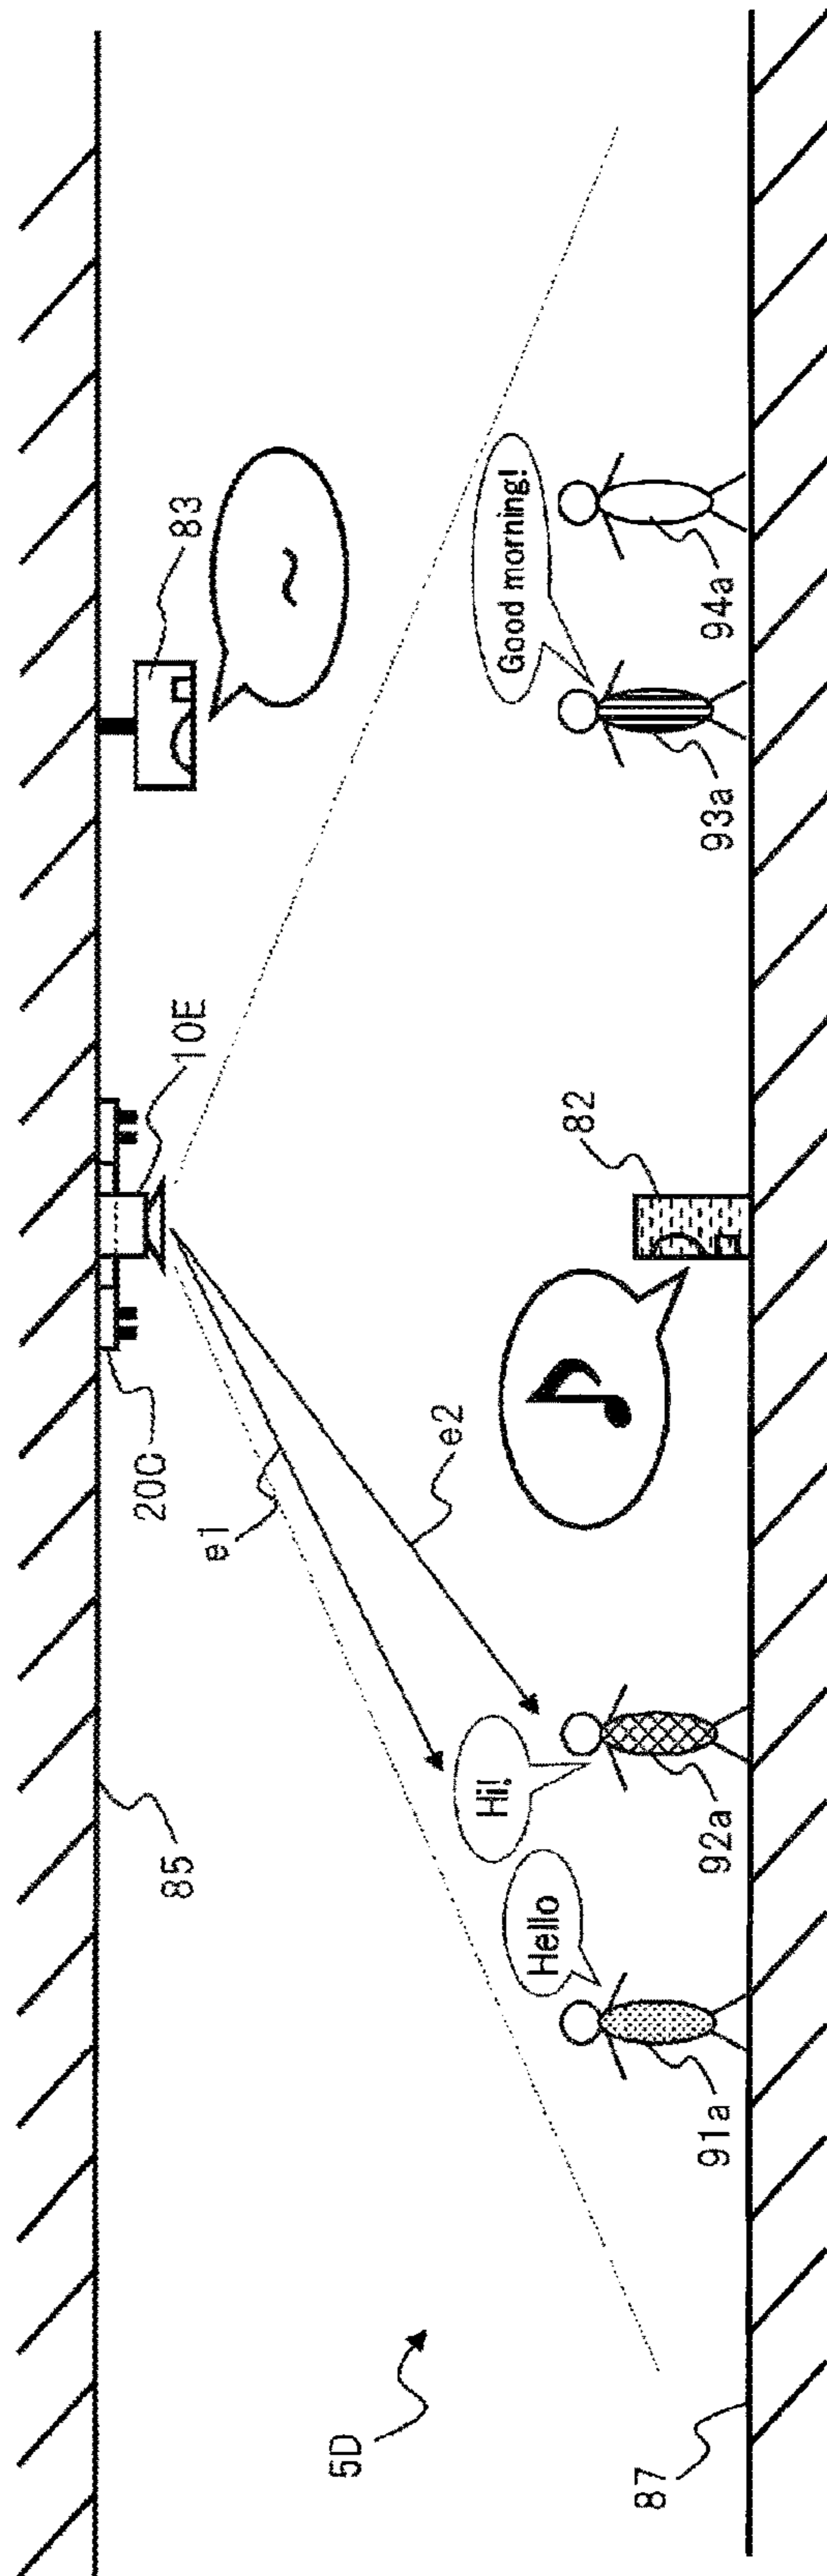 5D
85
20C
10E
83
~
e1
e2
Hello
Hi!
82
Good morning!
91a
92a
93a
94a
87